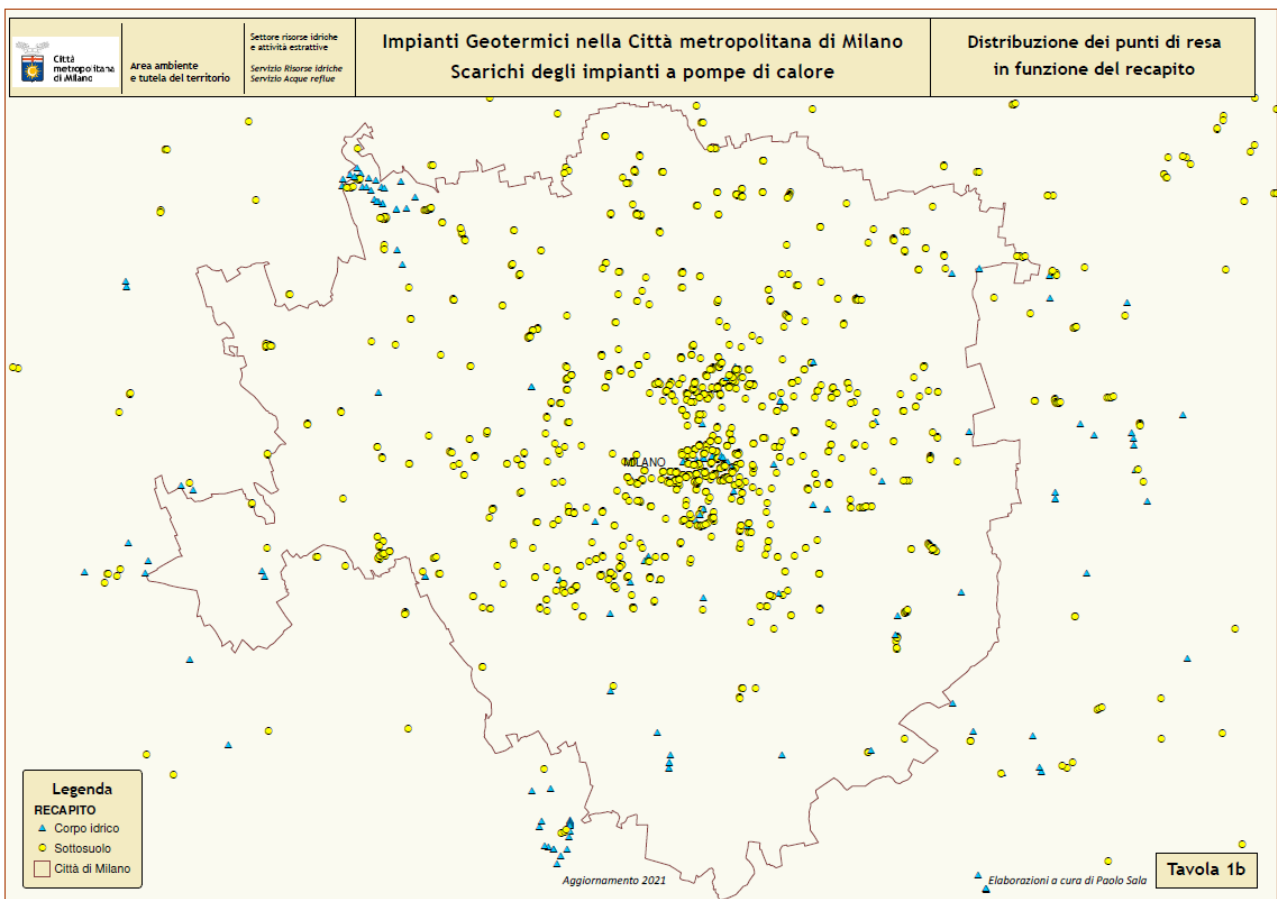 Città
metropolitana
di Milano
Area ambiente
e tutela del territorio
Settore risorse idriche
e attività estrattive
Servizio Risorse idriche
Servizio Acque reflue
Impianti Geotermici nella Città metropolitana di Milano
Scarichi degli impianti a pompe di calore
Distribuzione dei punti di resa
in funzione del recapito
MILANO
Legenda
RECAPITO
Corpo idrico
Sottosuolo
Città di Milano
Aggiornamento 2021
Elaborazioni a cura di Paolo Sala
Tavola 1b